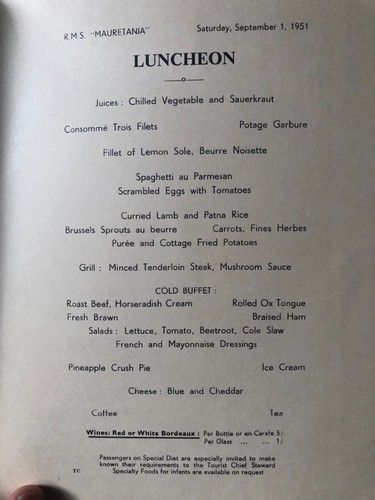 R.M.S. "MAURETANIA" Saturday, September 1, 1951
LUNCHEON
Juices : Chilled Vegetable and Sauerkraut
Consommé Trois Filets Potage Garbure
Fillet of Lemon Sole, Beurre Noisette
Spaghetti au Parmesan
Scrambled Eggs with Tomatoes
Curried Lamb and Patna Rice
Brussels Sprouts au beurre Carrots, Fines Herbes
Purée and Cottage Fried Potatoes
Grill : Minced Tenderloin Steak, Mushroom Sauce
COLD BUFFET :
Roast Beef, Horseradish Cream Rolled Ox Tongue
Fresh Brawn Braised Ham
Salads : Lettuce, Tomato, Beetroot, Cole Slaw
French and Mayonnaise Dressings
Pineapple Crush Pie Ice Cream
Cheese : Blue and Cheddar
Coffee Tea
Wines: Red or White Bordeaux : Per Bottle or en Carafe 5/-
Per Glass ... ... 1/-
Passengers on Special Diet are especially invited to make
known their requirements to the Tourist Chief Steward
TC Specialty Foods for infants are available on request